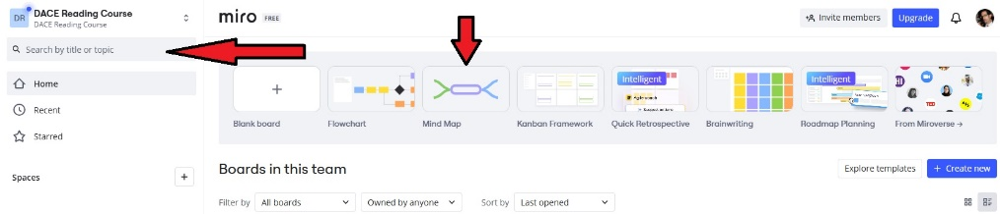 DR
DACE Reading Course
DACE Reading Course
Search by title or topic
Home
Recent
Starred
Spaces
miro FREE
Invite members
Upgrade
Blank board
Flowchart
Mind Map
Kanban Framework
Intelligent
Quick Retrospective
Brainwriting
Intelligent
Roadmap Planning
TED
From Miroverse →
Boards in this team
Explore templates
+ Create new
Filter by All boards Owned by anyone Sort by Last opened